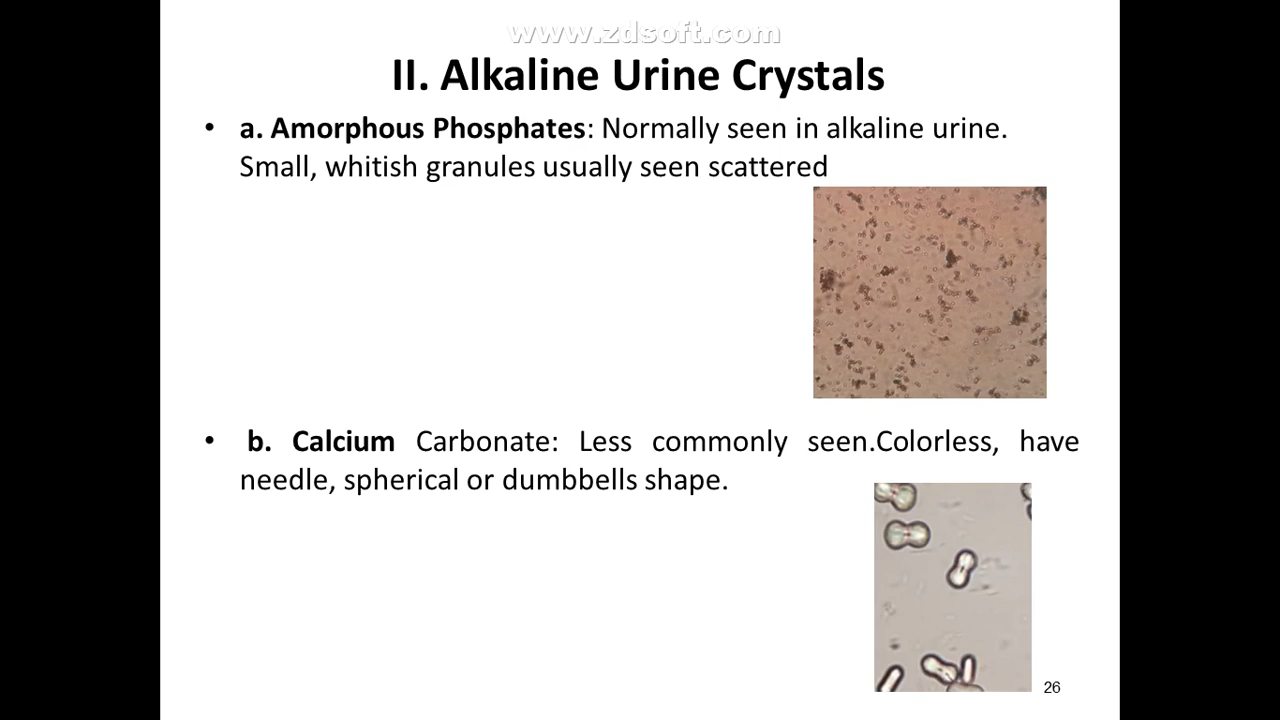 www.zdsoft.com
II. Alkaline Urine Crystals
• a. Amorphous Phosphates: Normally seen in alkaline urine.
Small, whitish granules usually seen scattered
• b. Calcium Carbonate: Less commonly seen.Colorless, have
needle, spherical or dumbbells shape.
26